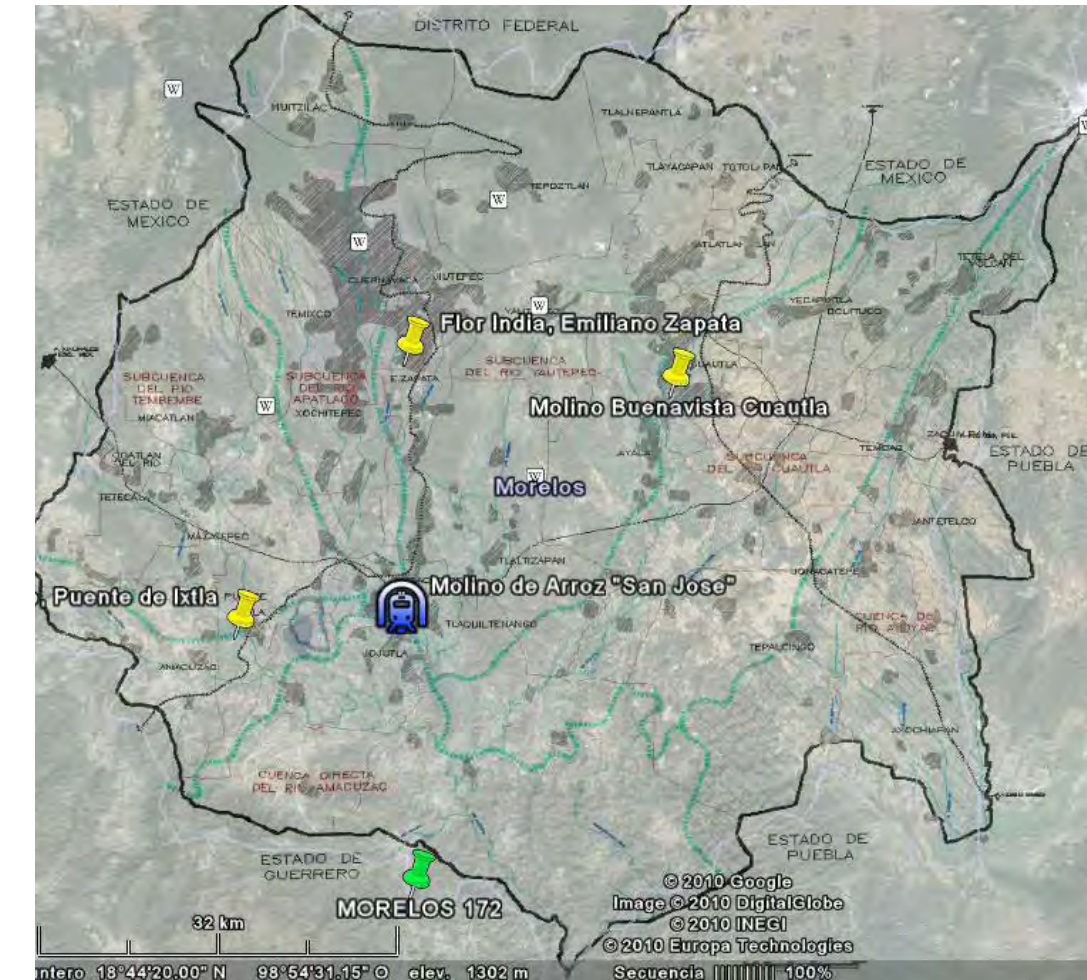 DISTRITO FEDERAL
W
HUITZILAC
TLALNEPANTLA
W
TLAYACAPAN
ESTADO DE
MEXICO
ESTADO DE
MEXICO
TEPOZTLAN
W
W
TETELA DEL
VOLCAN
CUERNAVACA
JIUTEPEC
YECAPIXTLA
OCUITUCO
W
TEMIXCO
Flor India, Emiliano Zapata
E.ZAPATA
SUBCUENCA
DEL RIO YAUTEPEC
CUAUTLA
SUBCUENCA
DEL RIO
TEMBEMBE
SUBCUENCA
DEL RIO
APATLACO
W
XOCHITEPEC
MIACATLAN
Molino Buenavista Cuautla
ESTADO DE
PUEBLA
COATLAN
DEL RIO
AYALA
SUBCUENCA
DEL RIO CUAUTLA
TEMOAC
W
Morelos
TETECALA
MAZATEPEC
JANTETELCO
TLALTIZAPAN
JONACATEPEC
Puente de Ixtla
Molino de Arroz "San Jose"
TLAQUILTENANGO
CUENCA DEL
RIO ATOYAC
JOJUTLA
AMACUZAC
TEPALCINGO
AXOCHIAPAN
CUENCA DIRECTA
DEL RIO AMACUZAC
ESTADO DE
GUERRERO
ESTADO DE
PUEBLA
MORELOS 172
© 2010 Google
Image © 2010 DigitalGlobe
© 2010 INEGI
© 2010 Europa Technologies
32 km
untero 18°44'20.00" N 98°54'31.15" O elev. 1302 m Secuencia 100%